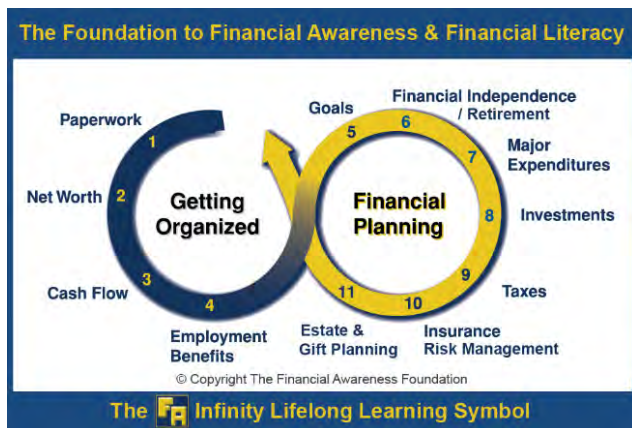 The Foundation to Financial Awareness & Financial Literacy
Paperwork
1
Net Worth
2
Cash Flow
3
4
Employment
Benefits
Getting
Organized
Goals
5
Financial Independence
/ Retirement
6
Major
Expenditures
7
Investments
8
Taxes
9
Insurance
Risk Management
10
Estate &
Gift Planning
11
Financial
Planning
© Copyright The Financial Awareness Foundation
The FA Infinity Lifelong Learning Symbol